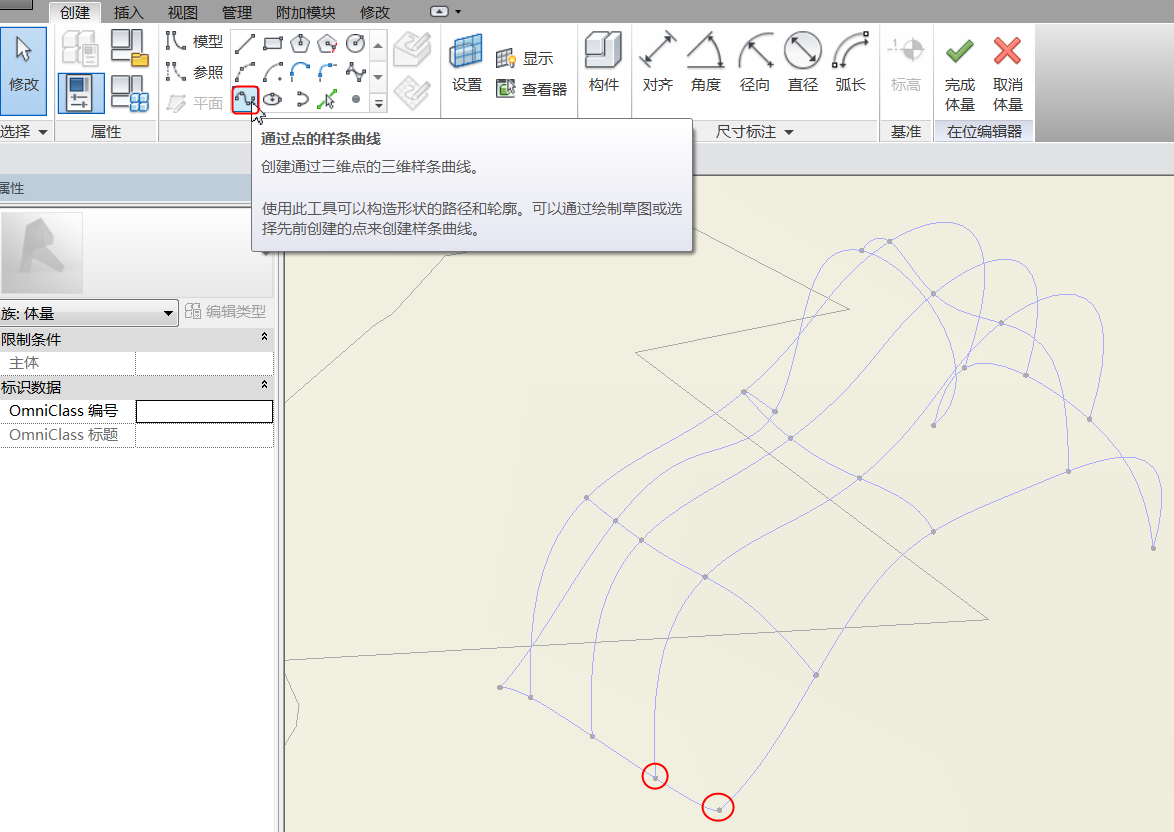 创建 插入 视图 管理 附加模块 修改
模型
显示
修改
参照
设置
构件 对齐 角度 径向 直径 弧长 标高 完成体量 取消体量
查看器
平面
选择 属性 尺寸标注 基准 在位编辑器
通过点的样条曲线
创建通过三维点的三维样条曲线。
使用此工具可以构造形状的路径和轮廓。可以通过绘制草图或选
择先前创建的点来创建样条曲线。
属性
族: 体量 编辑类型
限制条件
主体
标识数据
OmniClass 编号
OmniClass 标题